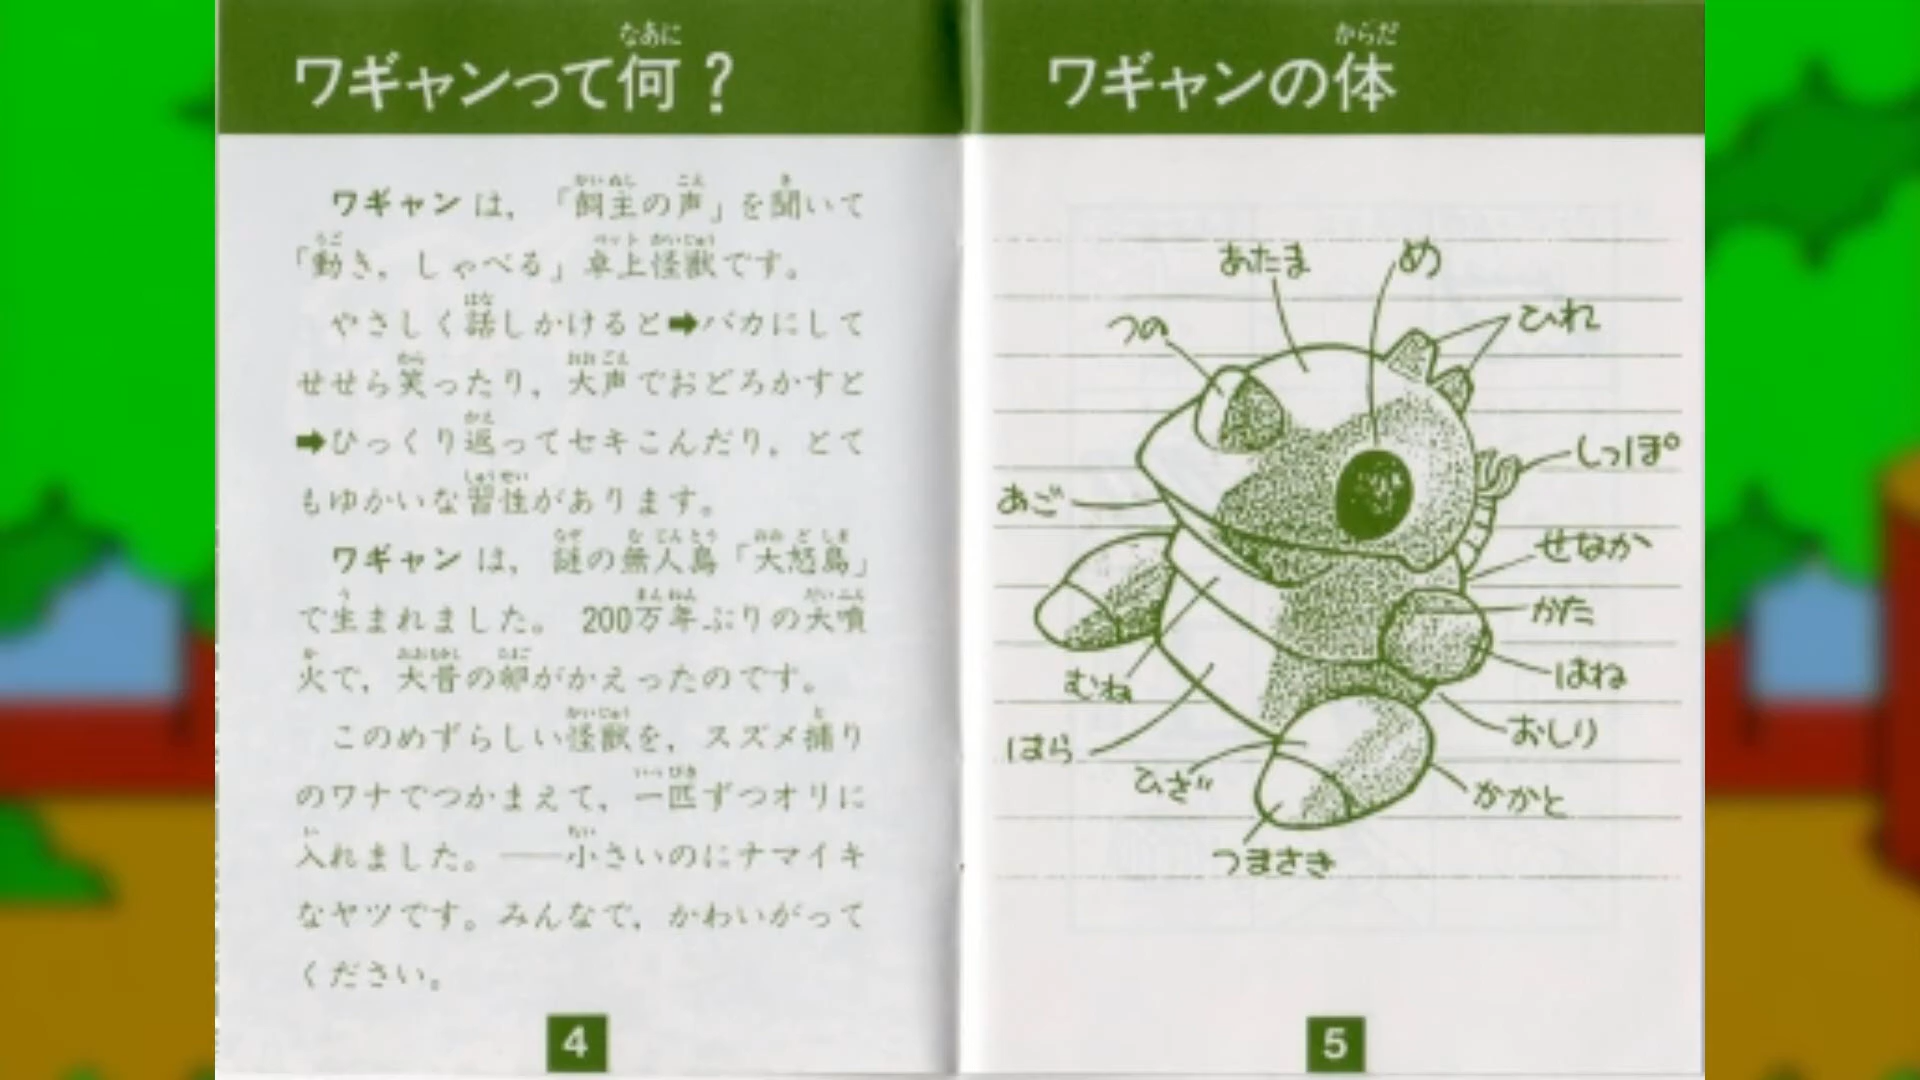 なあに
ワギャンって何？
ワギャンは，「飼主の声」を聞いて
「動き，しゃべる」卓上怪獣です。
やさしく話しかけると➡バカにして
せせら笑ったり，大声でおどろかすと
➡ひっくり返ってセキこんだり，とて
もゆかいな習性があります。
ワギャンは，謎の無人島「大怒島」
で生まれました。200万年ぶりの大噴
火で，大昔の卵がかえったのです。
このめずらしい怪獣を，スズメ捕り
のワナでつかまえて，一匹ずつオリに
入れました。――小さいのにナマイキ
なヤツです。みんなで，かわいがって
ください。
4
からだ
ワギャンの体
あたま
め
つの
ひれ
しっぽ
あご
せなか
かた
はね
むね
おしり
はら
ひざ
かかと
つまさき
5